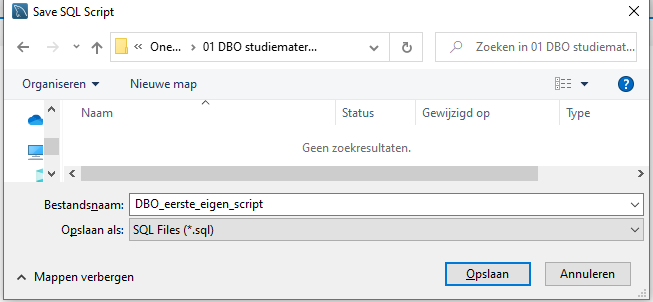 Save SQL Script
« One... › 01 DBO studiemater... ›
Zoeken in 01 DBO studiemat...
Organiseren Nieuwe map ?
Naam Status Gewijzigd op Type
Geen zoekresultaten.
Bestandsnaam: DBO_eerste_eigen_script
Opslaan als: SQL Files (*.sql)
Mappen verbergen Opslaan Annuleren